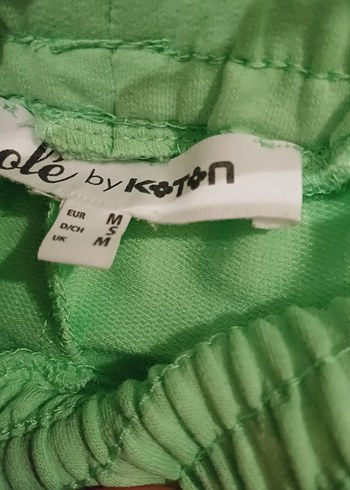 olé by KOTON
EUR M
D/CH S
UK M